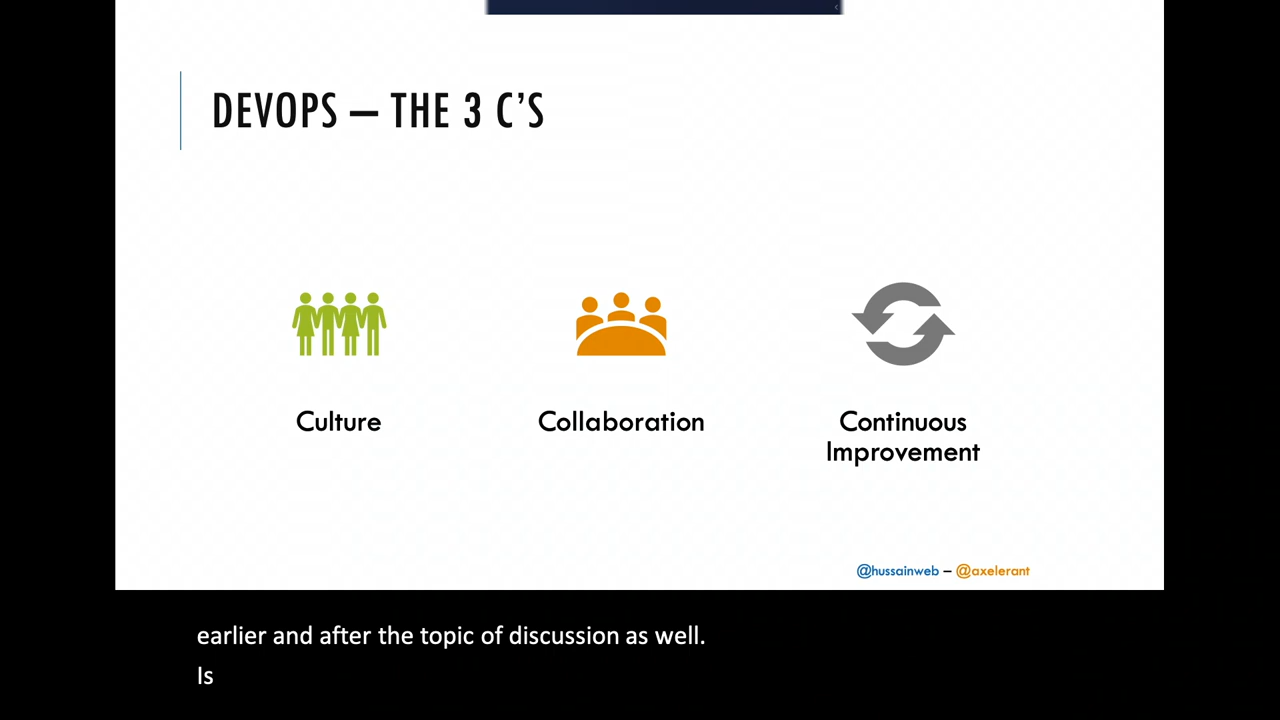 DEVOPS – THE 3 C’S
Culture
Collaboration
Continuous
Improvement
@hussainweb – @axelerant
earlier and after the topic of discussion as well.
Is